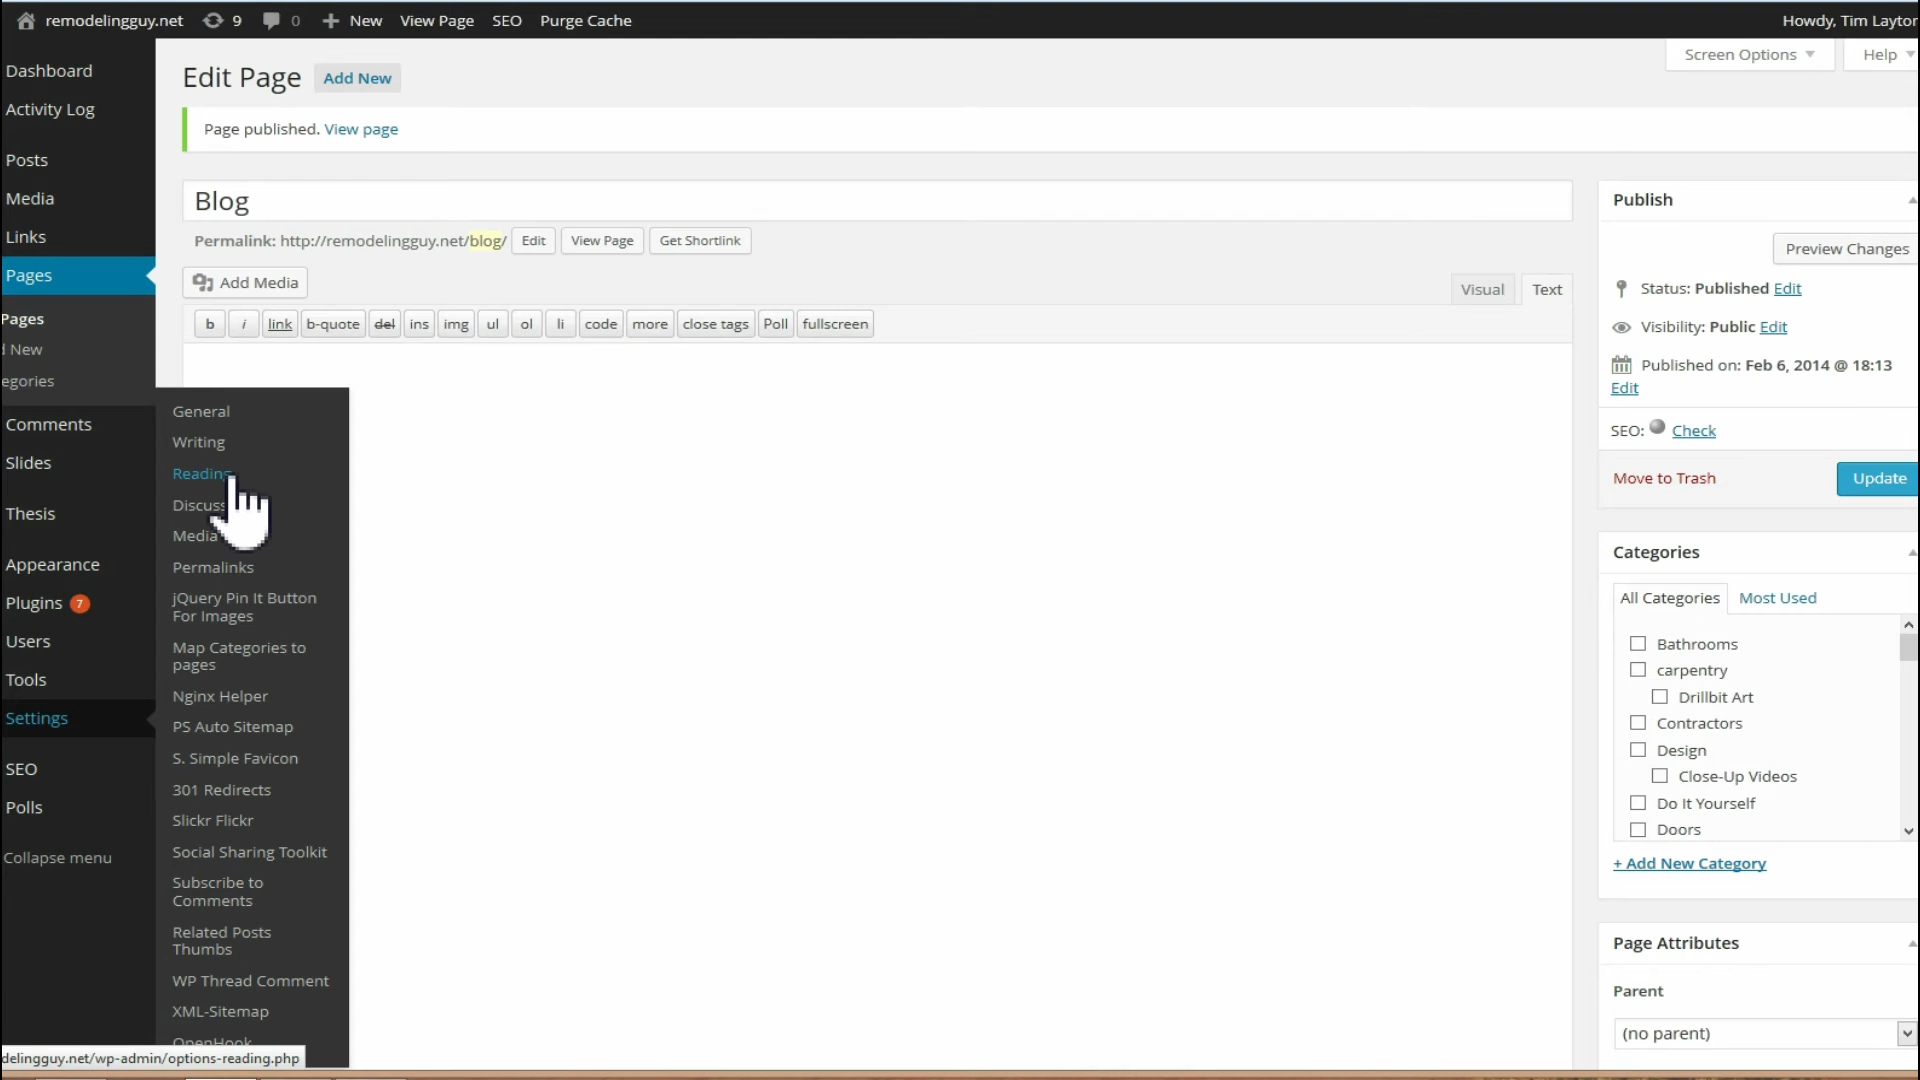 remodelingguy.net 9 0 New View Page SEO Purge Cache Howdy, Tim Layton
Screen Options Help
Dashboard
Activity Log
Posts
Media
Links
Pages
Pages
d New
egories
Comments
Slides
Thesis
Appearance
Plugins 7
Users
Tools
Settings
SEO
Polls
Collapse menu
General
Writing
Reading
Discuss
Media
Permalinks
jQuery Pin It Button
For Images
Map Categories to
pages
Nginx Helper
PS Auto Sitemap
S. Simple Favicon
301 Redirects
Slickr Flickr
Social Sharing Toolkit
Subscribe to
Comments
Related Posts
Thumbs
WP Thread Comment
XML-Sitemap
OpenHook
delingguy.net/wp-admin/options-reading.php
Edit Page Add New
Page published. View page
Blog
Permalink: http://remodelingguy.net/blog/ Edit View Page Get Shortlink
Add Media
Visual Text
b i link b-quote del ins img ul ol li code more close tags Poll fullscreen
Publish
Preview Changes
Status: Published Edit
Visibility: Public Edit
Published on: Feb 6, 2014 @ 18:13
Edit
SEO: Check
Move to Trash Update
Categories
All Categories Most Used
Bathrooms
carpentry
Drillbit Art
Contractors
Design
Close-Up Videos
Do It Yourself
Doors
+ Add New Category
Page Attributes
Parent
(no parent)